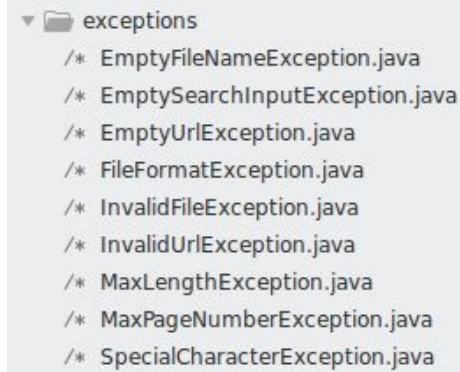 exceptions
/* EmptyFileNameException.java
/* EmptySearchInputException.java
/* EmptyUrlException.java
/* FileFormatException.java
/* InvalidFileException.java
/* InvalidUrlException.java
/* MaxLengthException.java
/* MaxPageNumberException.java
/* SpecialCharacterException.java